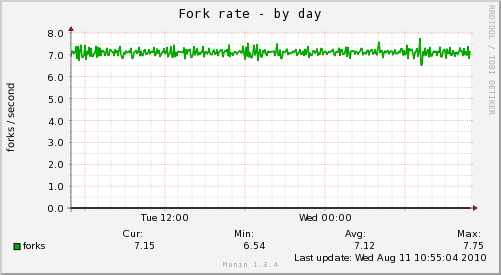 Fork rate - by day
RRDTOOL / TOBI OETIKER
forks / second
8.0
7.0
6.0
5.0
4.0
3.0
2.0
1.0
0.0
Tue 12:00 Wed 00:00
Cur: Min: Avg: Max:
forks 7.15 6.54 7.12 7.75
Last update: Wed Aug 11 10:55:04 2010
Munin 1.3.4